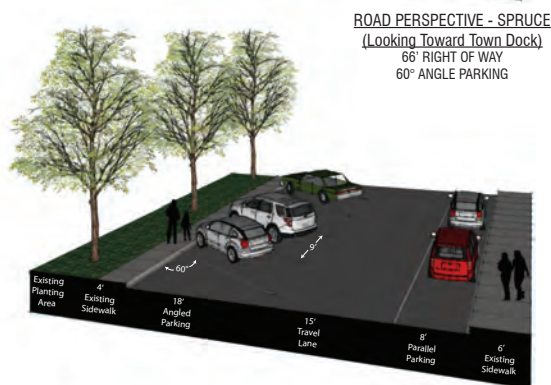 ROAD PERSPECTIVE - SPRUCE
(Looking Toward Town Dock)
66' RIGHT OF WAY
60° ANGLE PARKING
9'
60°
Existing
Planting
Area
4'
Existing
Sidewalk
18'
Angled
Parking
15'
Travel
Lane
8'
Parallel
Parking
6'
Existing
Sidewalk